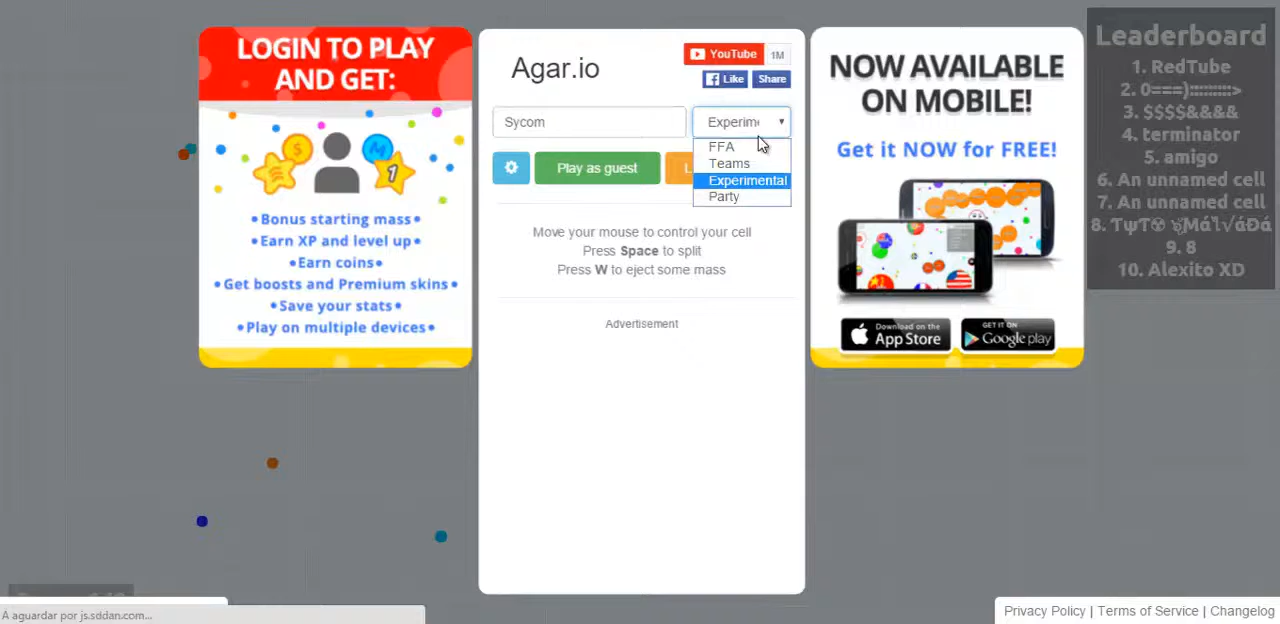 LOGIN TO PLAY
AND GET:
•Bonus starting mass•
•Earn XP and level up•
•Earn coins•
•Get boosts and Premium skins•
•Save your stats•
•Play on multiple devices•
Agar.io
YouTube 1M
Like Share
Sycom
Experim
FFA
Teams
Experimental
Party
Play as guest
L
Move your mouse to control your cell
Press Space to split
Press W to eject some mass
Advertisement
NOW AVAILABLE
ON MOBILE!
Get it NOW for FREE!
Download on the
App Store
GET IT ON
Google play
Leaderboard
1. RedTube
2. 0===):::::::::>
3. $$$$&&&&
4. terminator
5. amigo
6. An unnamed cell
7. An unnamed cell
9. 8
10. Alexito XD
A aguardar por js.sddan.com...
Privacy Policy | Terms of Service | Changelog